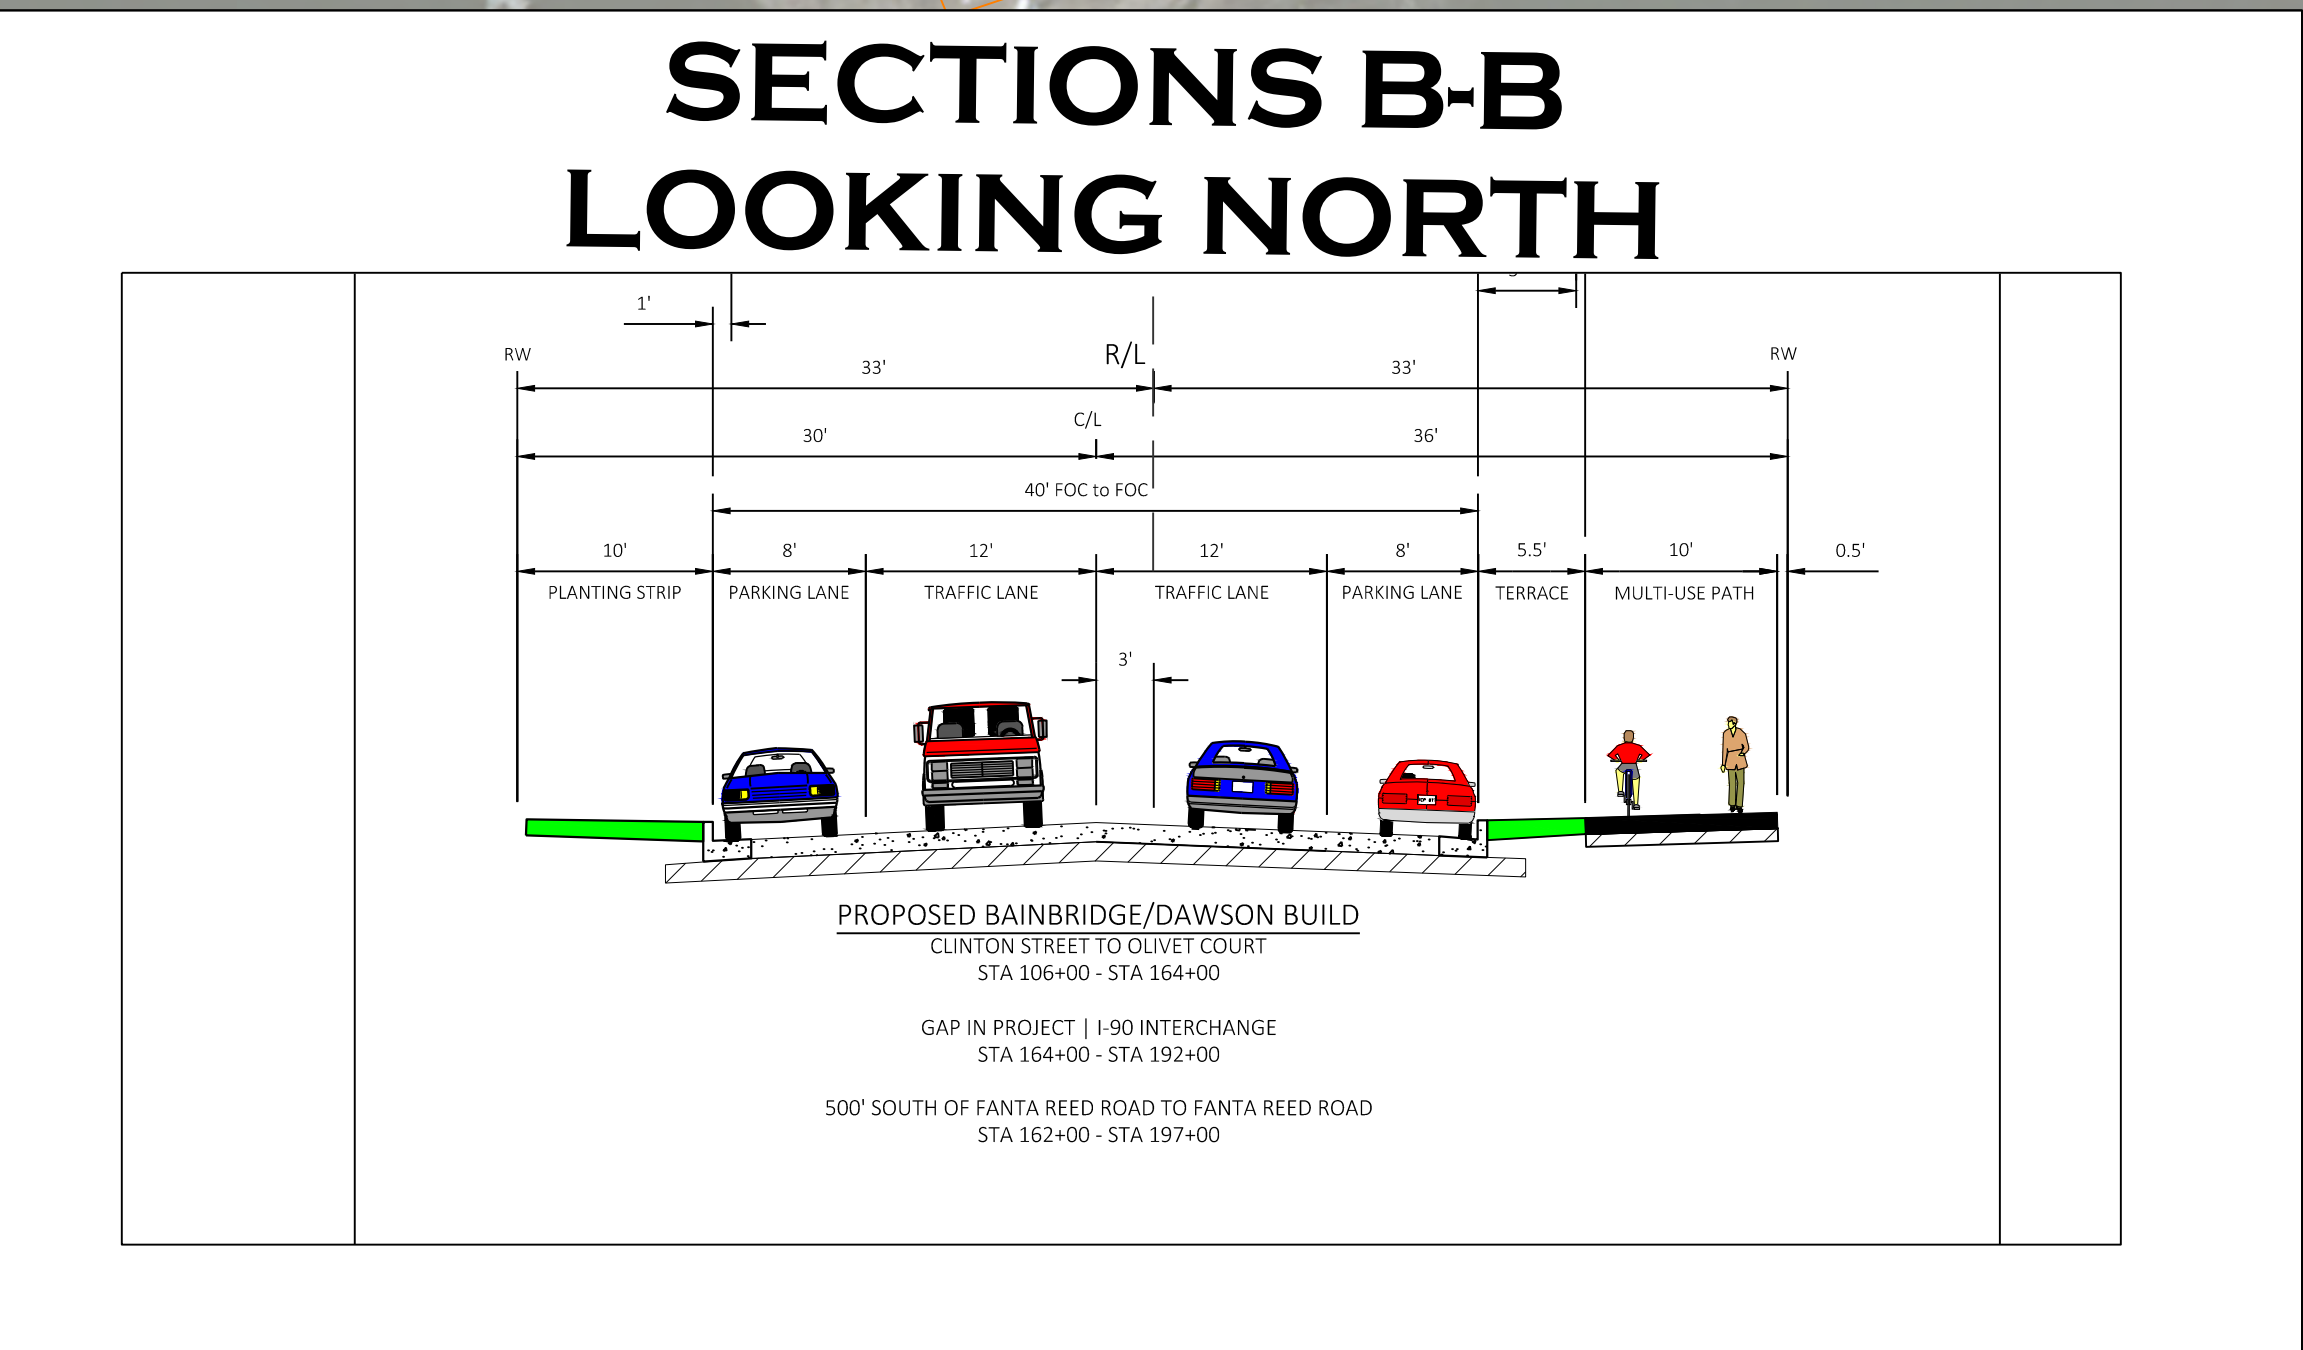 SECTIONS B-B
LOOKING NORTH
1'
RW
R/L
RW
33'
33'
C/L
30'
36'
40' FOC to FOC
10'
8'
12'
12'
8'
5.5'
10'
0.5'
PLANTING STRIP
PARKING LANE
TRAFFIC LANE
TRAFFIC LANE
PARKING LANE
TERRACE
MULTI-USE PATH
3'
PROPOSED BAINBRIDGE/DAWSON BUILD
CLINTON STREET TO OLIVET COURT
STA 106+00 - STA 164+00
GAP IN PROJECT | I-90 INTERCHANGE
STA 164+00 - STA 192+00
500' SOUTH OF FANTA REED ROAD TO FANTA REED ROAD
STA 162+00 - STA 197+00